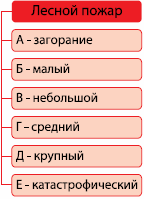 Лесной пожар
А – загорание
Б – малый
В – небольшой
Г – средний
Д – крупный
Е – катастрофический